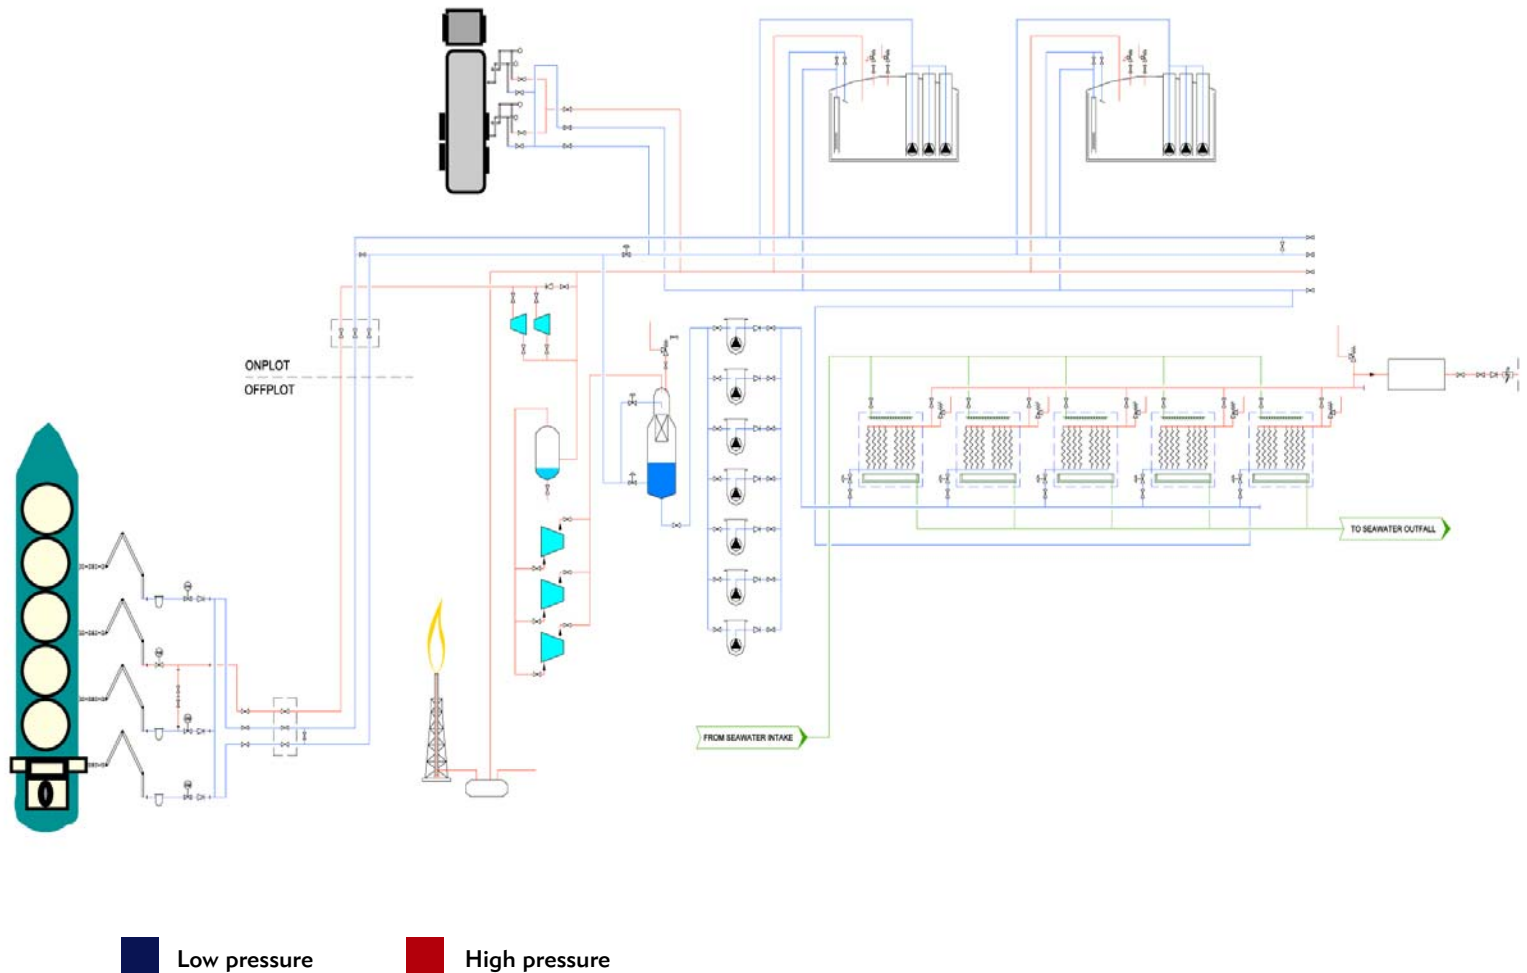 ONPLOT
OFFPLOT
TO SEAWATER OUTFALL
FROM SEAWATER INTAKE
Low pressure
High pressure